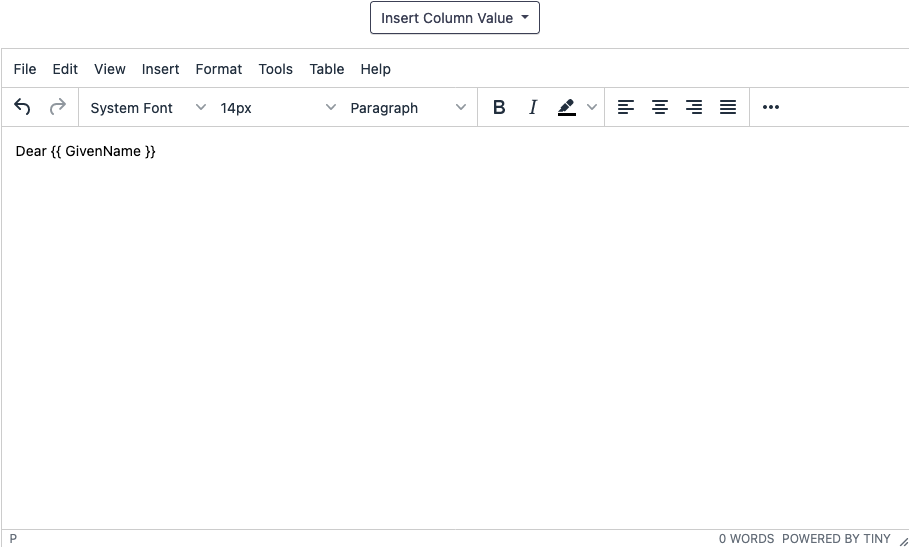 Insert Column Value
File Edit View Insert Format Tools Table Help
System Font 14px Paragraph B I
Dear {{ GivenName }}
P 0 WORDS POWERED BY TINY